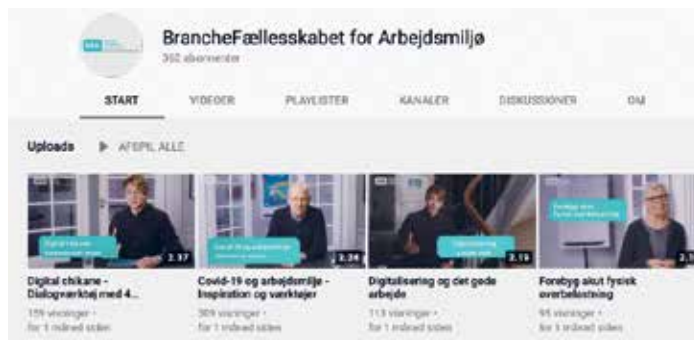 BrancheFællesskabet for Arbejdsmiljø
abonnenter
START VIDEOER PLAYLISTER KANALER DISKUSSIONER OM
Uploads AFSPIL ALLE
2.37
Digital chikane -
Dialogværktøj med 4...
159 visninger •
for 1 måned siden
2.24
Covid-19 og arbejdsmiljø -
Inspiration og værktøjer
309 visninger •
for 1 måned siden
2.15
Digitalisering og det gode
arbejde
113 visninger •
for 1 måned siden
Forebyg akut fysisk
overbelastning
95 visninger •
for 1 måned siden